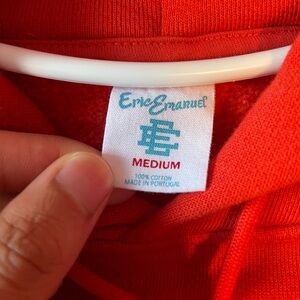 Eric Emanuel
EE
MEDIUM
100% COTTON
MADE IN PORTUGAL